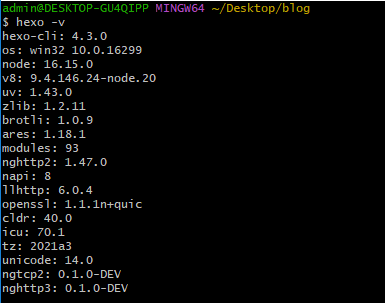 admin@DESKTOP-GU4QIPP MINGW64 ~/Desktop/blog
$ hexo -v
hexo-cli: 4.3.0
os: win32 10.0.16299
node: 16.15.0
v8: 9.4.146.24-node.20
uv: 1.43.0
zlib: 1.2.11
brotli: 1.0.9
ares: 1.18.1
modules: 93
nghttp2: 1.47.0
napi: 8
llhttp: 6.0.4
openssl: 1.1.1n+quic
cldr: 40.0
icu: 70.1
tz: 2021a3
unicode: 14.0
ngtcp2: 0.1.0-DEV
nghttp3: 0.1.0-DEV